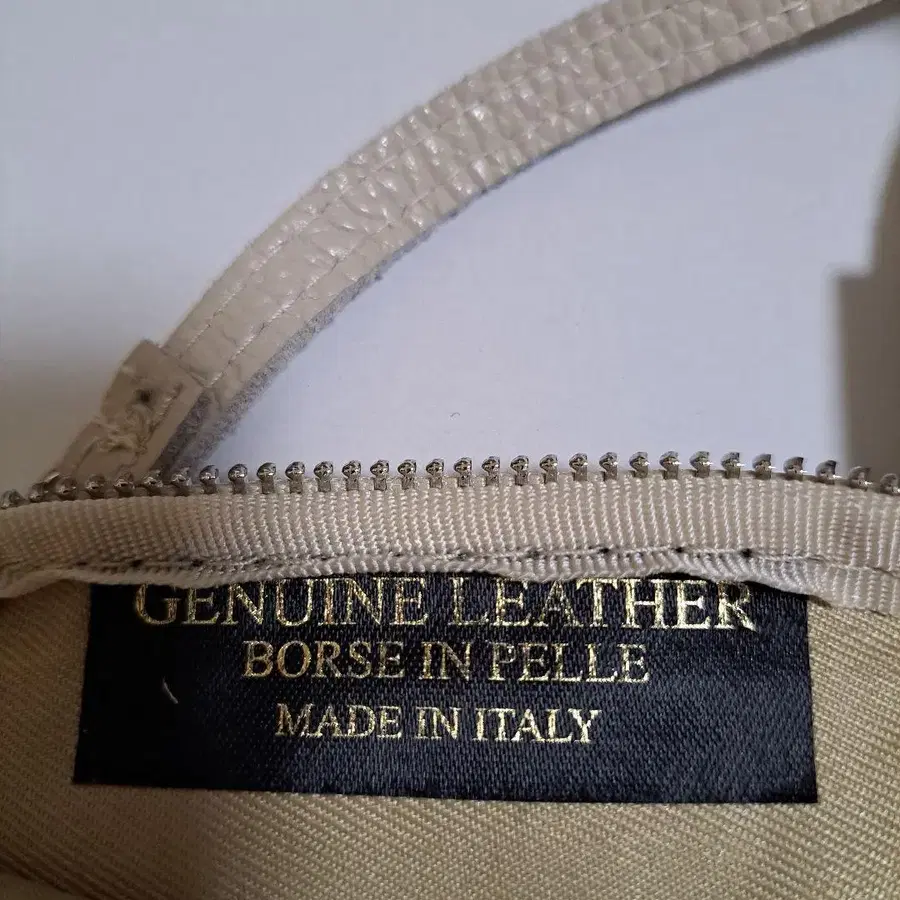 GENUINE LEATHER
BORSE IN PELLE
MADE IN ITALY